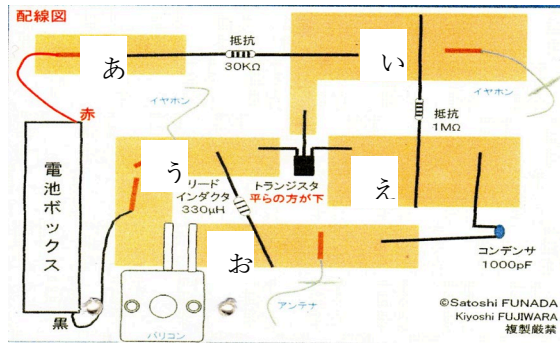 配線図
あ
抵抗
30KΩ
い
イヤホン
イヤホン
赤
抵抗
1MΩ
電池ボックス
う
リード
インダクタ
330μH
トランジスタ
平らの方が下
え
お
コンデンサ
1000pF
アンテナ
バリコン
黒
©Satoshi FUNADA
Kiyoshi FUJIWARA
複製厳禁